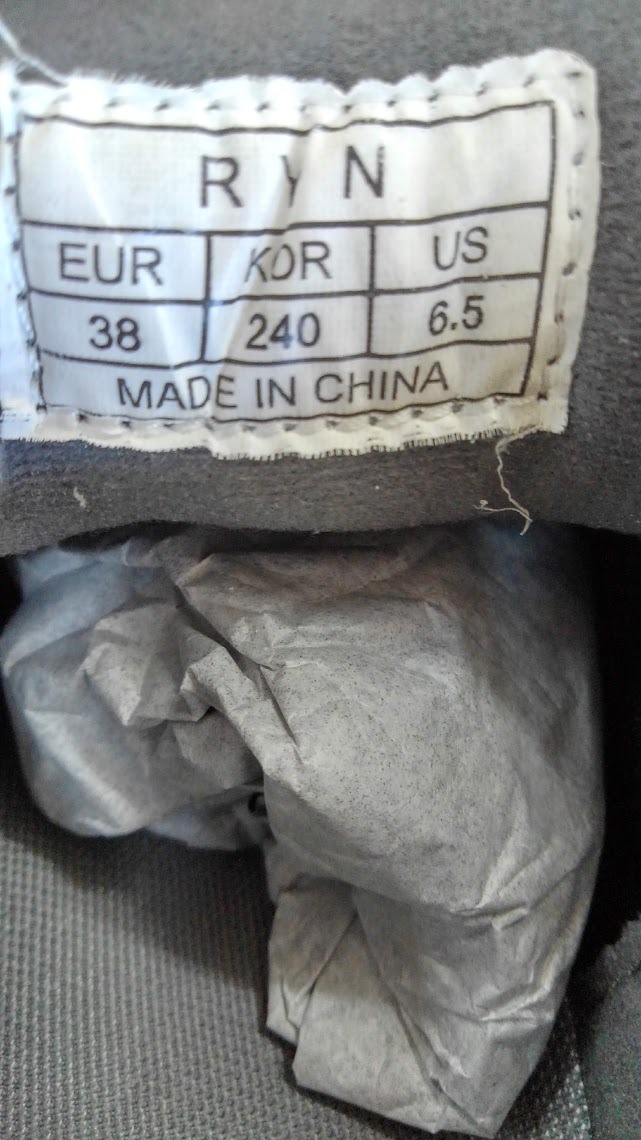 RYN
EUR KOR US
38 240 6.5
MADE IN CHINA